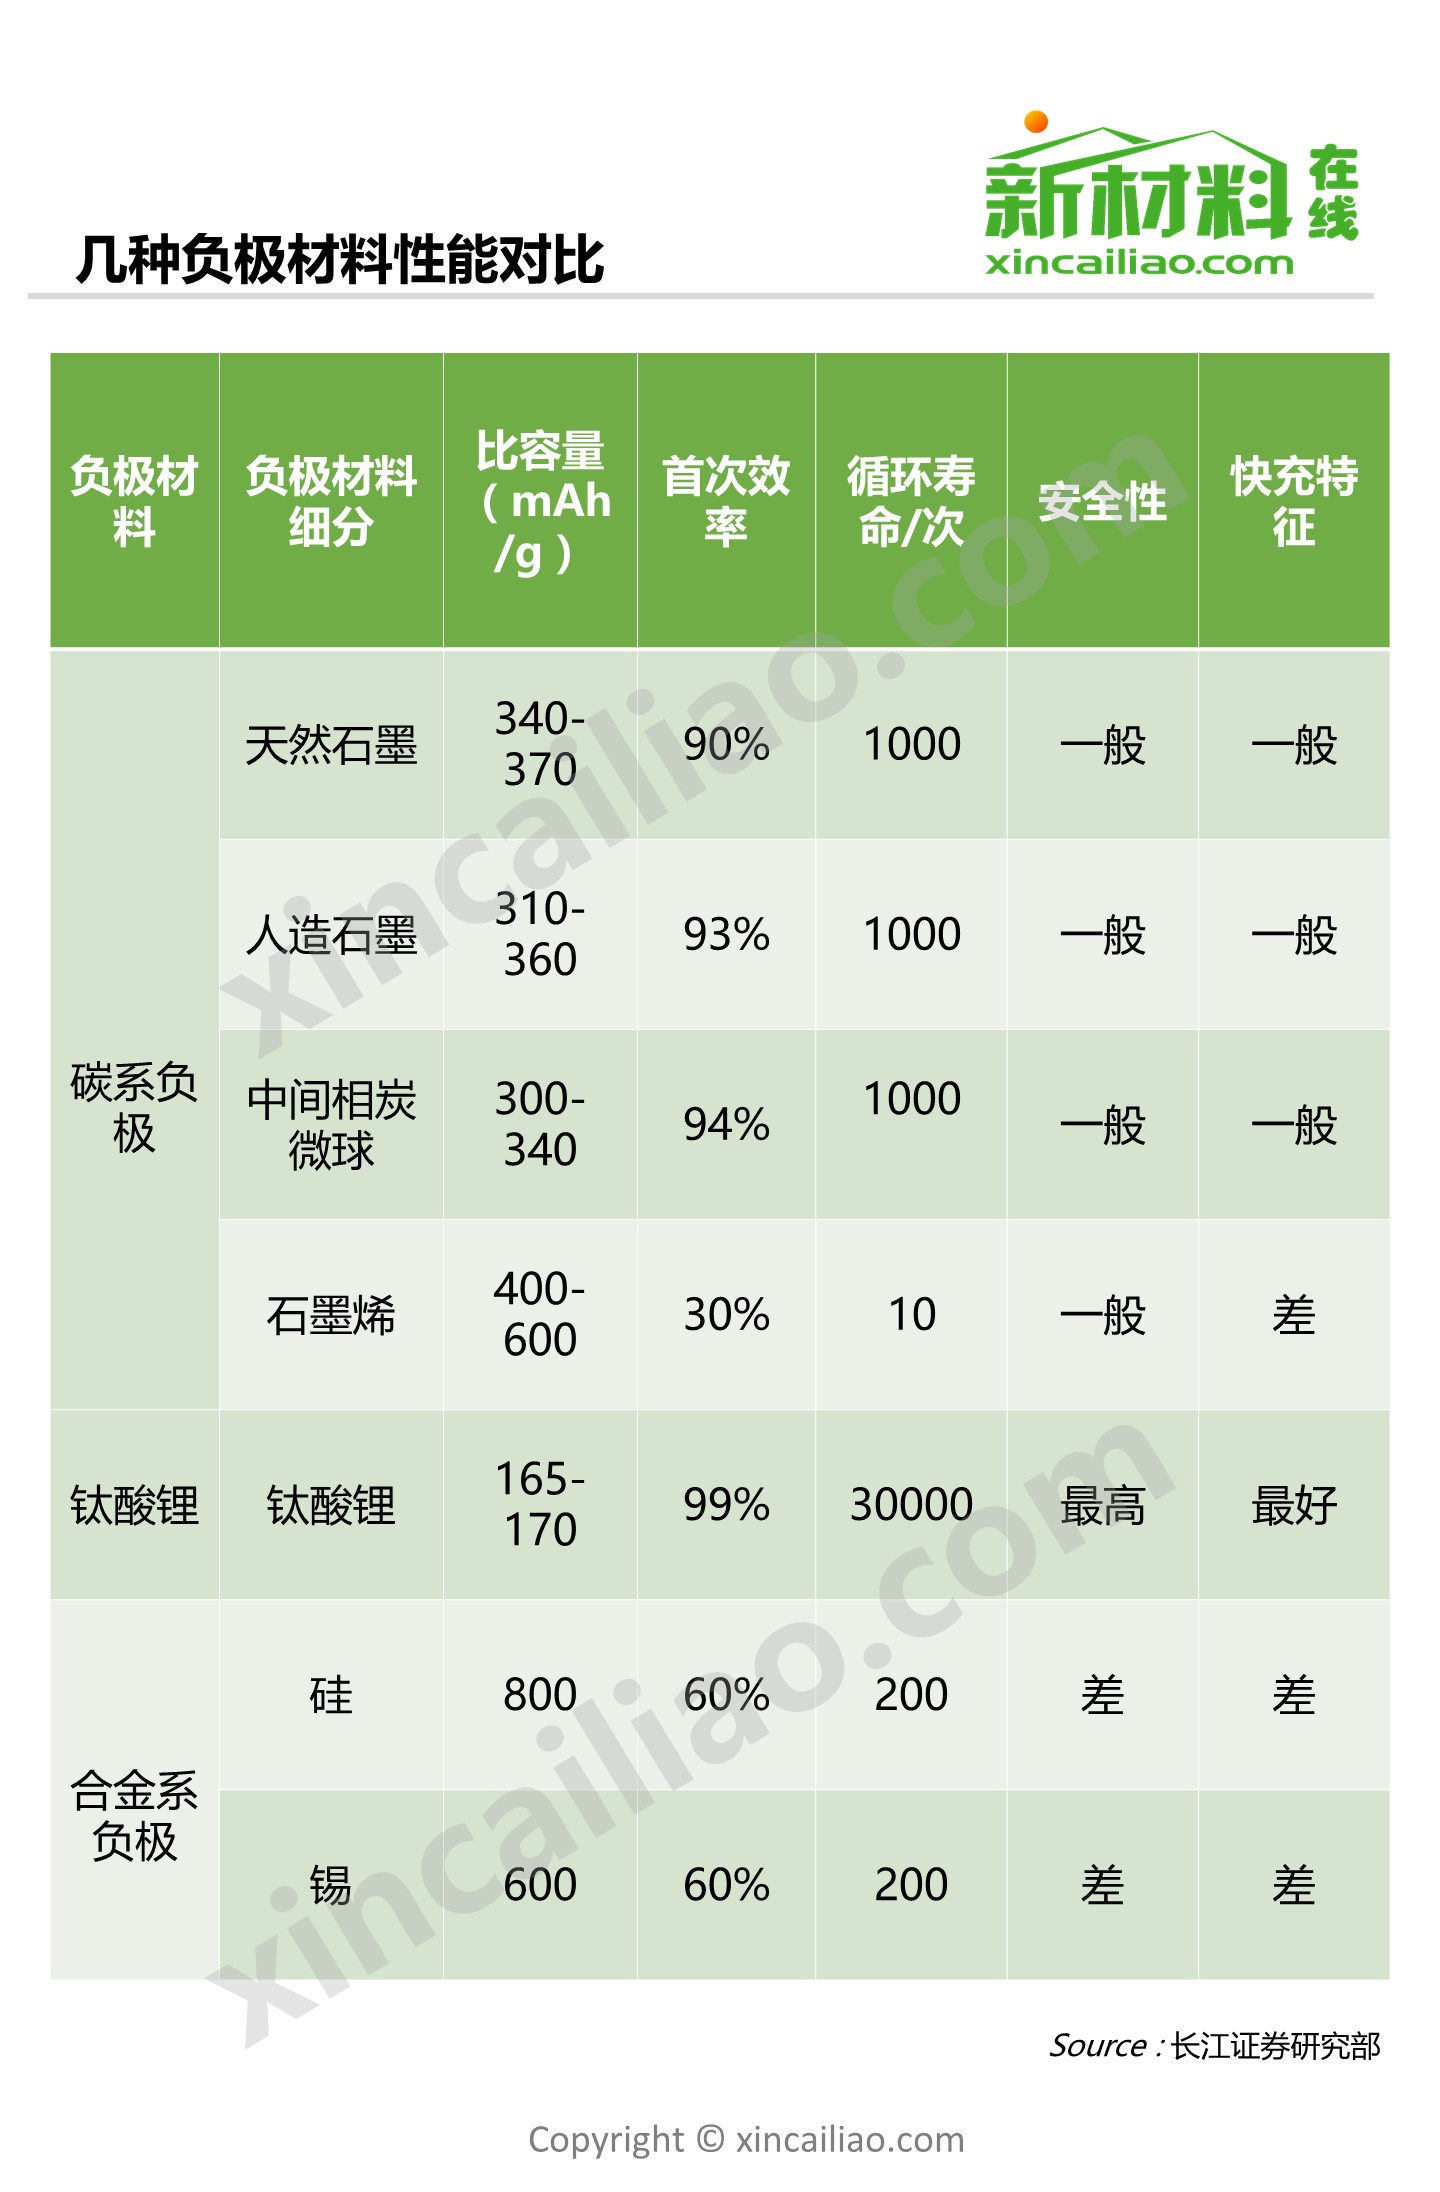 新材料在线
xincailiao.com
几种负极材料性能对比
负极材
料
负极材料
细分
比容量
（mAh
/g）
首次效
率
循环寿
命/次
安全性
快充特
征
碳系负
极
天然石墨
340-
370
90%
1000
一般
一般
人造石墨
310-
360
93%
1000
一般
一般
中间相炭
微球
300-
340
94%
1000
一般
一般
石墨烯
400-
600
30%
10
一般
差
钛酸锂
钛酸锂
165-
170
99%
30000
最高
最好
合金系
负极
硅
800
60%
200
差
差
锡
600
60%
200
差
差
xincailiao.com
xincailiao.com
Source：长江证券研究部
Copyright © xincailiao.com